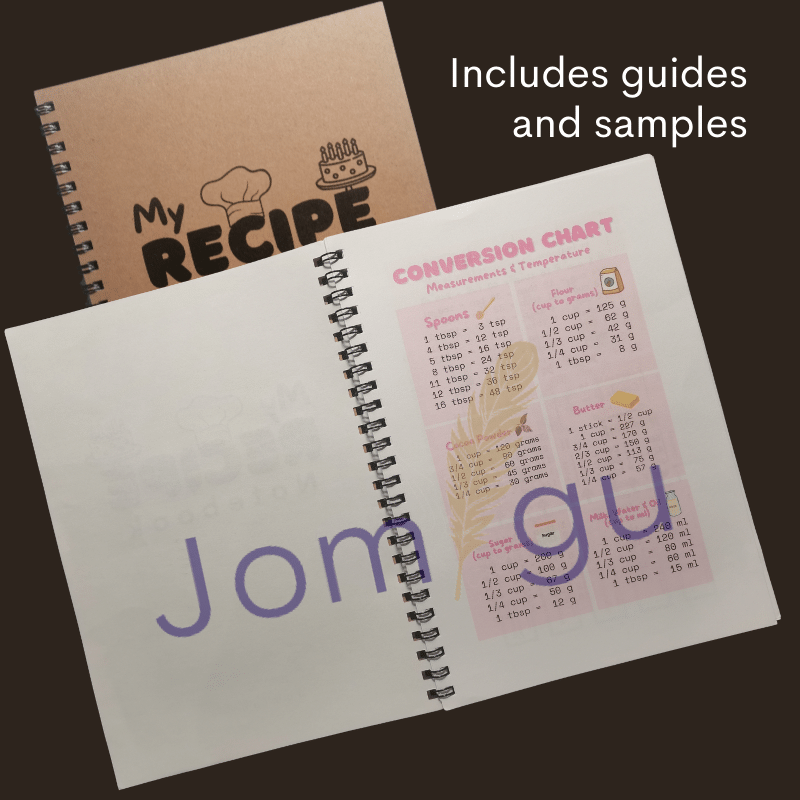 Includes guides
and samples
My
RECIPE
CONVERSION CHART
Measurements & Temperature
Spoons
1 tbsp = 3 tsp
4 tbsp = 12 tsp
5 tbsp = 16 tsp
8 tbsp = 24 tsp
11 tbsp = 32 tsp
12 tbsp = 36 tsp
16 tbsp = 48 tsp
Flour
(cup to grams)
1 cup = 125 g
1/2 cup = 62 g
1/3 cup = 42 g
1/4 cup = 31 g
1 tbsp = 8 g
Cocoa Powder
1 cup = 120 grams
3/4 cup = 90 grams
1/2 cup = 60 grams
1/3 cup = 45 grams
1/4 cup = 30 grams
Butter
1 stick = 1/2 cup
1 cup = 227 g
3/4 cup = 170 g
2/3 cup = 150 g
1/2 cup = 113 g
1/3 cup = 75 g
1/4 cup = 57 g
Sugar
(cup to grams)
sugar
1 cup = 200 g
1/2 cup = 100 g
1/3 cup = 67 g
1/4 cup = 50 g
1 tbsp = 12 g
Milk, Water & Oil
(cup to ml)
1 cup = 240 ml
1/2 cup = 120 ml
1/3 cup = 80 ml
1/4 cup = 60 ml
1 tbsp = 15 ml
Jom gu